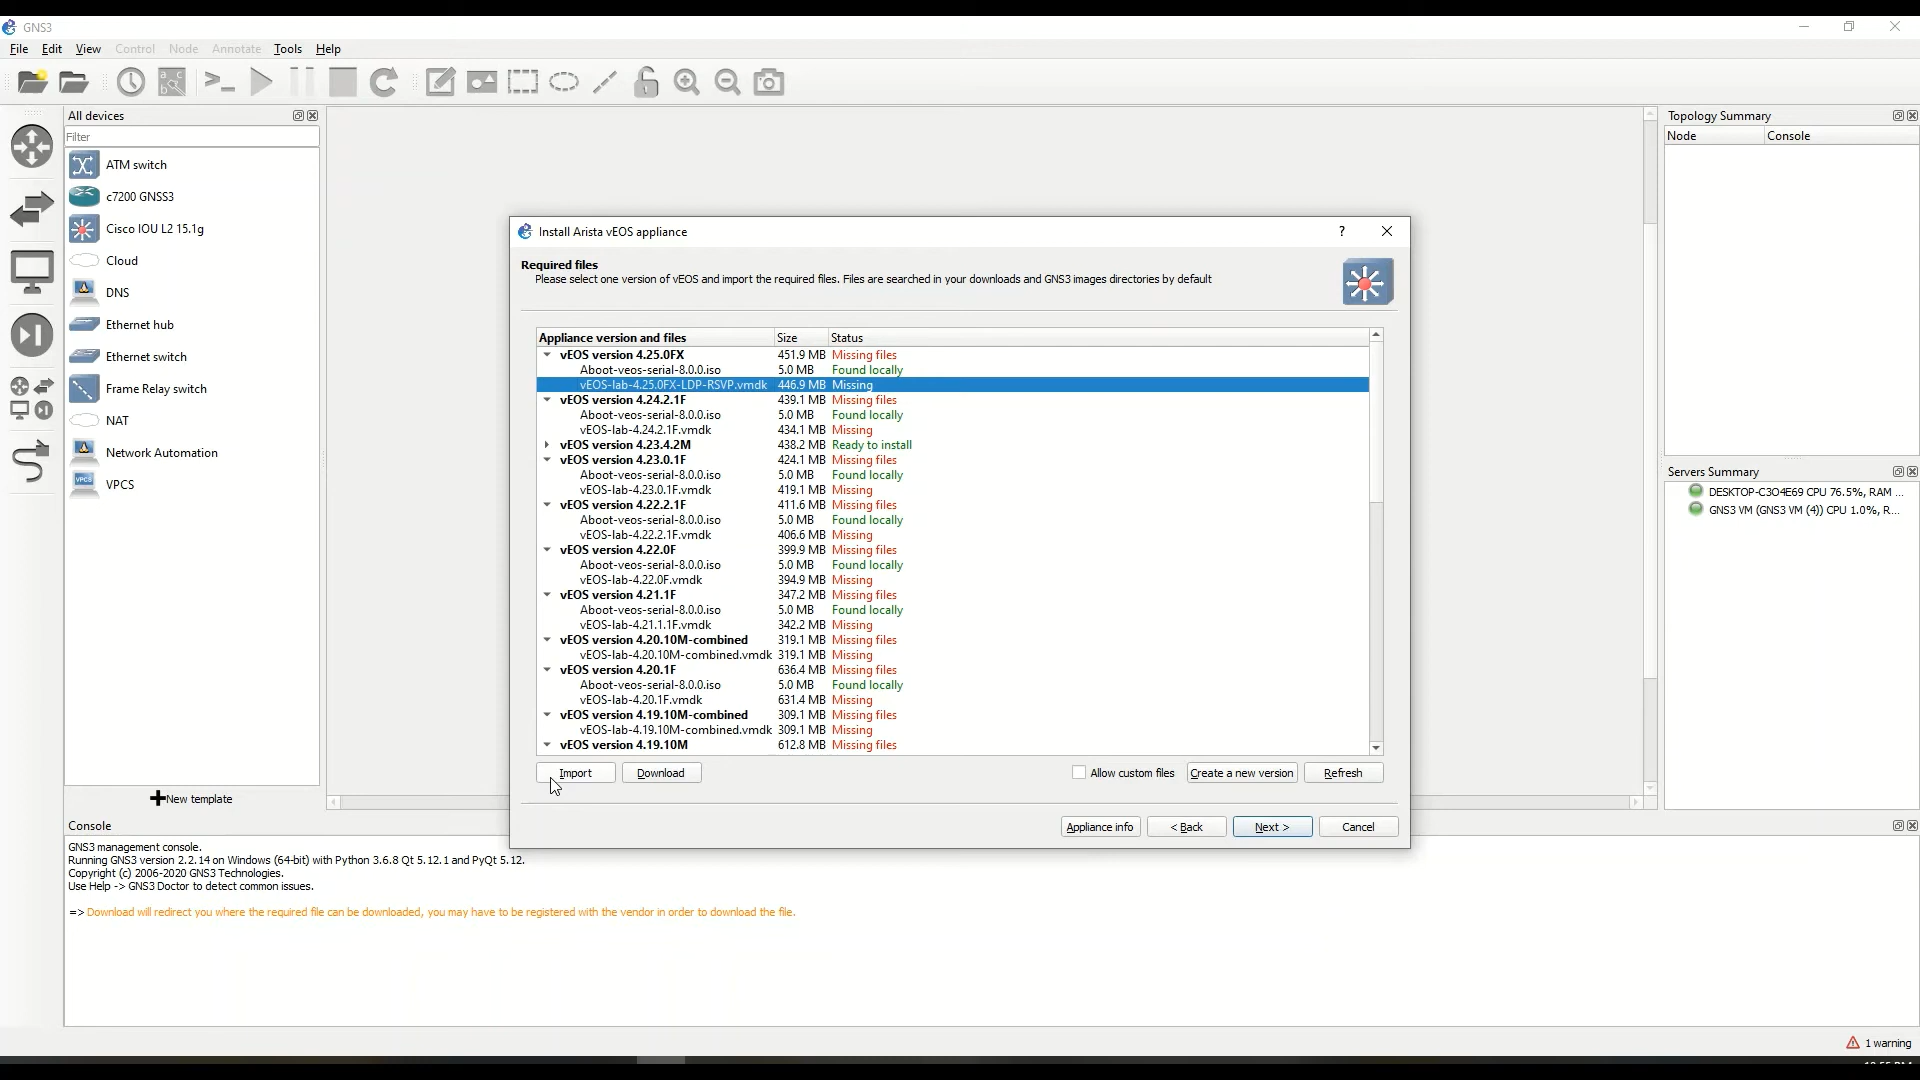 GNS3
File Edit View Control Node Annotate Tools Help
All devices
Filter
ATM switch
c7200 GNSS3
Cisco IOU L2 15.1g
Cloud
DNS
Ethernet hub
Ethernet switch
Frame Relay switch
NAT
Network Automation
VPCS
New template
Install Arista vEOS appliance
Required files
Please select one version of vEOS and import the required files. Files are searched in your downloads and GNS3 images directories by default
Appliance version and files Size Status
vEOS version 4.25.0FX 451.9 MB Missing files
Aboot-veos-serial-8.0.0.iso 5.0 MB Found locally
vEOS-lab-4.25.0FX-LDP-RSVP.vmdk 446.9 MB Missing
vEOS version 4.24.2.1F 439.1 MB Missing files
Aboot-veos-serial-8.0.0.iso 5.0 MB Found locally
vEOS-lab-4.24.2.1F.vmdk 434.1 MB Missing
vEOS version 4.23.4.2M 438.2 MB Ready to install
vEOS version 4.23.0.1F 424.1 MB Missing files
Aboot-veos-serial-8.0.0.iso 5.0 MB Found locally
vEOS-lab-4.23.0.1F.vmdk 419.1 MB Missing
vEOS version 4.22.2.1F 411.6 MB Missing files
Aboot-veos-serial-8.0.0.iso 5.0 MB Found locally
vEOS-lab-4.22.2.1F.vmdk 406.6 MB Missing
vEOS version 4.22.0F 399.9 MB Missing files
Aboot-veos-serial-8.0.0.iso 5.0 MB Found locally
vEOS-lab-4.22.0F.vmdk 394.9 MB Missing
vEOS version 4.21.1F 347.2 MB Missing files
Aboot-veos-serial-8.0.0.iso 5.0 MB Found locally
vEOS-lab-4.21.1.1F.vmdk 342.2 MB Missing
vEOS version 4.20.10M-combined 319.1 MB Missing files
vEOS-lab-4.20.10M-combined.vmdk 319.1 MB Missing
vEOS version 4.20.1F 636.4 MB Missing files
Aboot-veos-serial-8.0.0.iso 5.0 MB Found locally
vEOS-lab-4.20.1F.vmdk 631.4 MB Missing
vEOS version 4.19.10M-combined 309.1 MB Missing files
vEOS-lab-4.19.10M-combined.vmdk 309.1 MB Missing
vEOS version 4.19.10M 612.8 MB Missing files
Import Download Allow custom files Create a new version Refresh
Appliance info < Back Next > Cancel
Topology Summary
Node Console
Servers Summary
DESKTOP-C3O4E69 CPU 76.5%, RAM ...
GNS3 VM (GNS3 VM (4)) CPU 1.0%, R...
Console
GNS3 management console.
Running GNS3 version 2.2.14 on Windows (64-bit) with Python 3.6.8 Qt 5.12.1 and PyQt 5.12.
Copyright (c) 2006-2020 GNS3 Technologies.
Use Help -> GNS3 Doctor to detect common issues.
=> Download will redirect you where the required file can be downloaded, you may have to be registered with the vendor in order to download the file.
1 warning